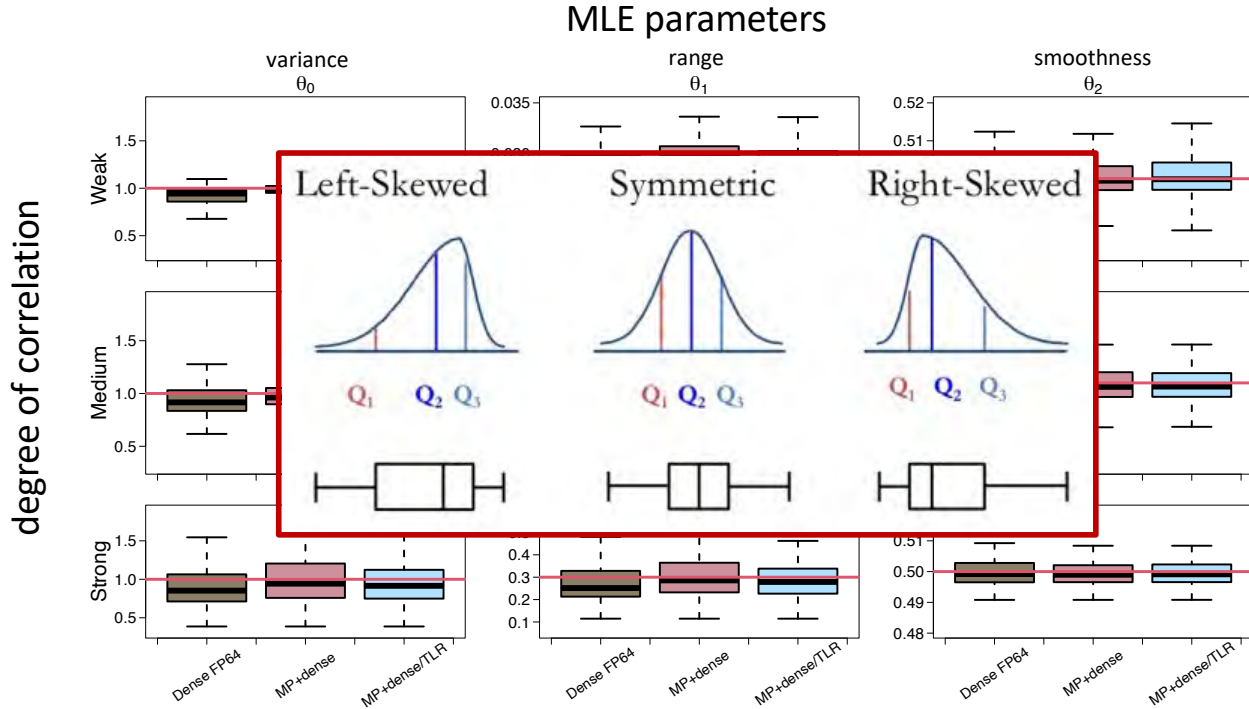 MLE parameters
variance
θ0
range
θ1
smoothness
θ2
degree of correlation
Weak
1.5
1.0
0.5
0.035
0.52
0.51
Left-Skewed
Symmetric
Right-Skewed
Q1 Q2 Q3
Q1 Q2 Q3
Q1 Q2 Q3
Medium
1.5
1.0
0.5
Strong
1.5
1.0
0.5
0.4
0.3
0.2
0.1
0.51
0.50
0.49
0.48
Dense FP64
MP+dense
MP+dense/TLR
Dense FP64
MP+dense
MP+dense/TLR
Dense FP64
MP+dense
MP+dense/TLR